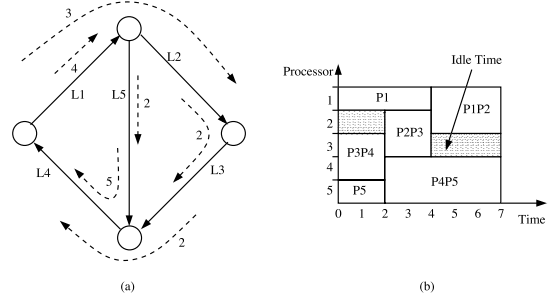 3
4
L1
L5
L2
2
2
5
L4
L3
2
(a)
Idle Time
Processor
1
2
3
4
5
P1
P1P2
P2P3
P3P4
P4P5
P5
0 1 2 3 4 5 6 7
Time
(b)